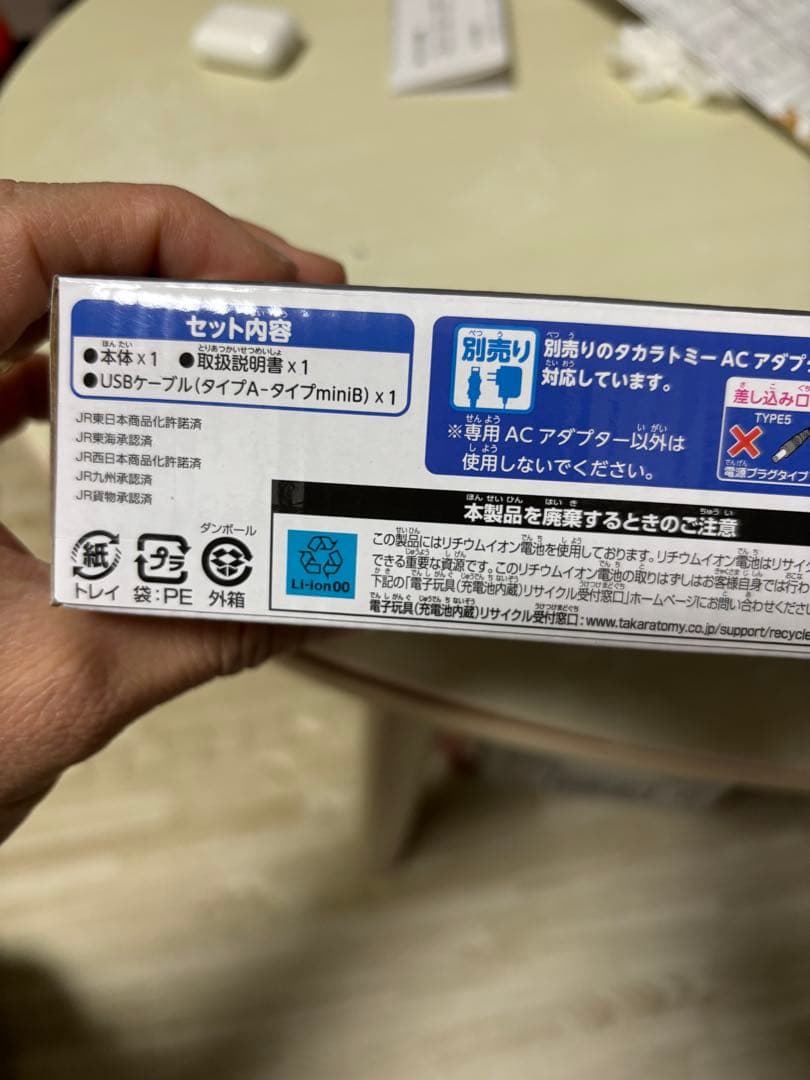 セット内容
●本体×1 ●取扱説明書×1
●USBケーブル(タイプA-タイプminiB)×1
JR東日本商品化許諾済
JR東海承認済
JR西日本商品化許諾済
JR九州承認済
JR貨物承認済
紙
トレイ
プラ
袋:PE
ダンボール
外箱
別売り
別売りのタカラトミーACアダプ
対応しています。
※専用ACアダプター以外は
使用しないでください。
差し込み口
TYPE5
電源プラグタイプ
本製品を廃棄するときのご注意
Li-ion00
この製品にはリチウムイオン電池を使用しております。リチウムイオン電池はリサイ
できる重要な資源です。このリチウムイオン電池の取りはずしはお客様自身では行わ
下記の「電子玩具(充電池内蔵)リサイクル受付窓口」ホームページにお問い合わせくださ
電子玩具(充電池内蔵)リサイクル受付窓口:www.takaratomy.co.jp/support/recycle